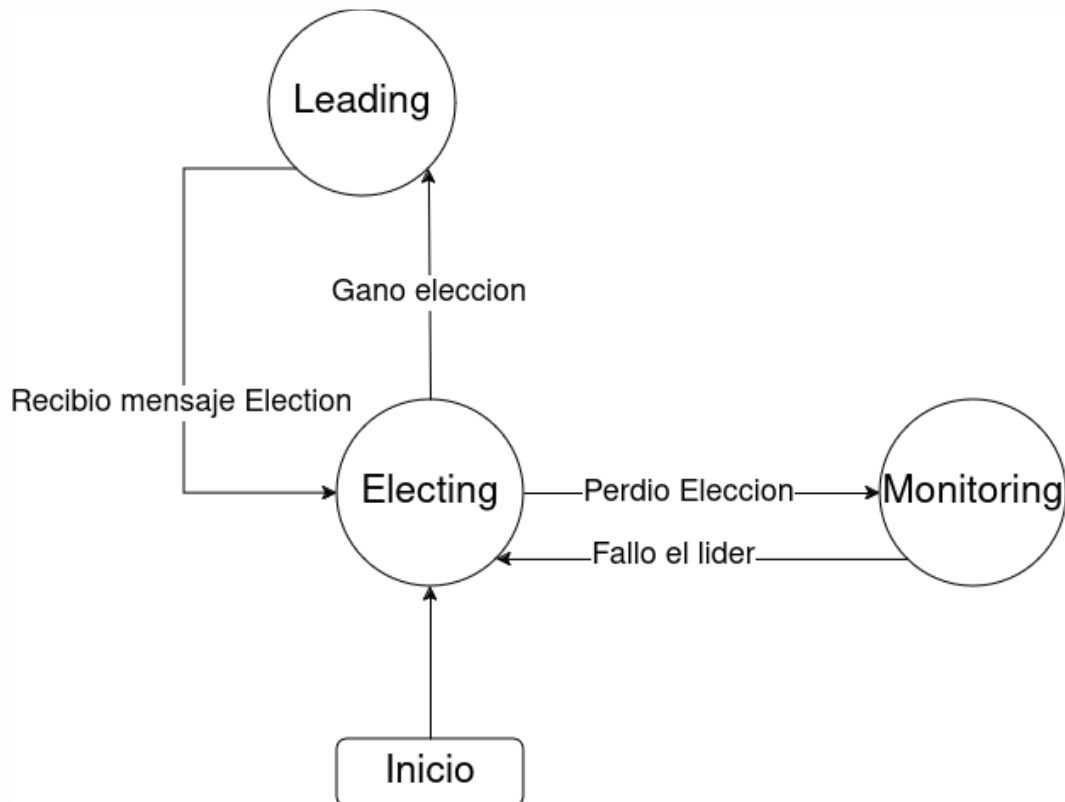 Leading
Gano eleccion
Recibio mensaje Election
Electing
Perdio Eleccion
Monitoring
Fallo el lider
Inicio